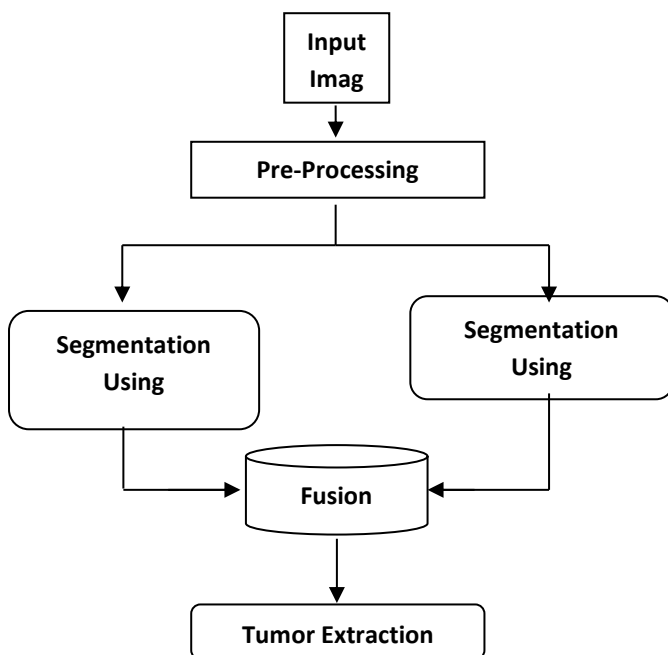 Input
Imag
Pre-Processing
Segmentation
Using
Segmentation
Using
Fusion
Tumor Extraction